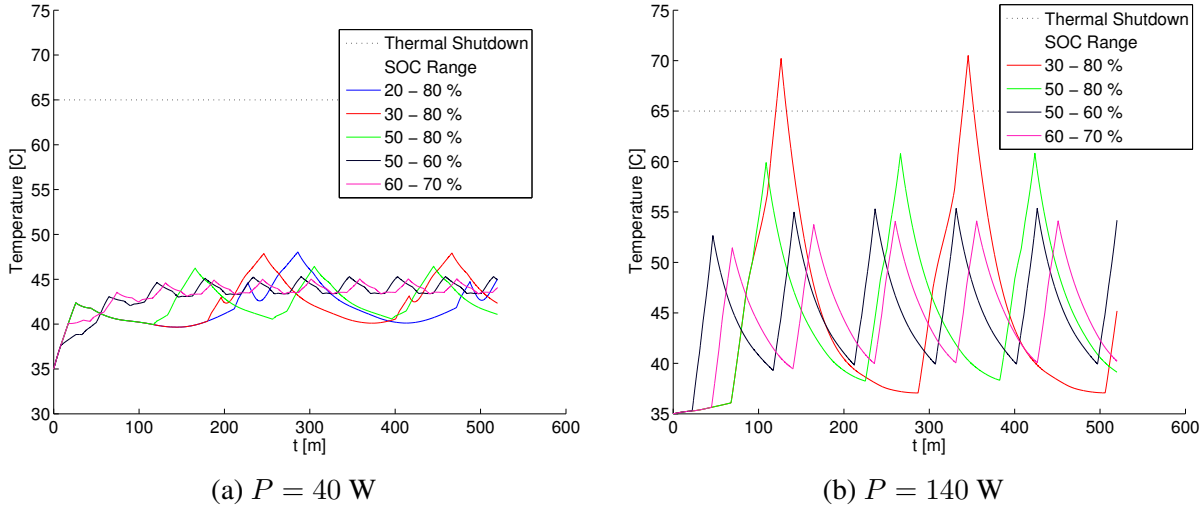 75
70
65
60
55
50
45
40
35
30
0
100
200
300
400
500
600
Temperature [C]
t [m]
Thermal Shutdown
SOC Range
20 − 80 %
30 − 80 %
50 − 80 %
50 − 60 %
60 − 70 %
(a) P = 40 W
75
70
65
60
55
50
45
40
35
0
100
200
300
400
500
600
Temperature [C]
t [m]
Thermal Shutdown
SOC Range
30 − 80 %
50 − 80 %
50 − 60 %
60 − 70 %
(b) P = 140 W